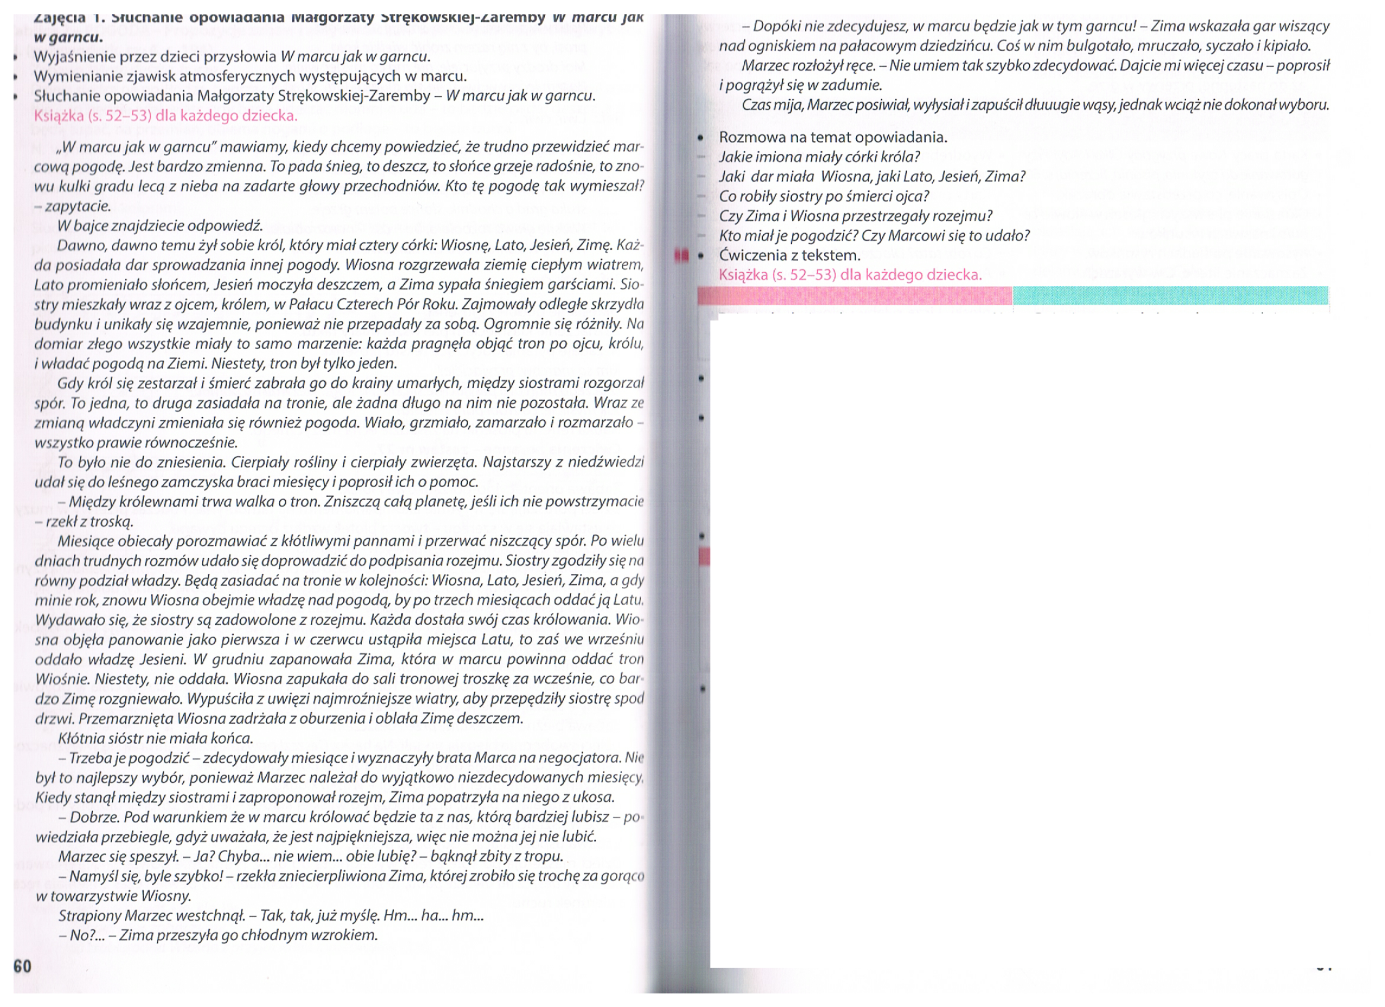 Zajęcia 1. Słuchanie opowiadania Małgorzaty Strękowskiej-Zaremby W marcu jak
w garncu.
• Wyjaśnienie przez dzieci przysłowia W marcu jak w garncu.
• Wymienianie zjawisk atmosferycznych występujących w marcu.
• Słuchanie opowiadania Małgorzaty Strękowskiej-Zaremby – W marcu jak w garncu.
Książka (s. 52–53) dla każdego dziecka.
„W marcu jak w garncu" mawiamy, kiedy chcemy powiedzieć, że trudno przewidzieć mar-
cową pogodę. Jest bardzo zmienna. To pada śnieg, to deszcz, to słońce grzeje radośnie, to zno-
wu kulki gradu lecą z nieba na zadarte głowy przechodniów. Kto tę pogodę tak wymieszał?
– zapytacie.
W bajce znajdziecie odpowiedź.
Dawno, dawno temu żył sobie król, który miał cztery córki: Wiosnę, Lato, Jesień, Zimę. Każ-
da posiadała dar sprowadzania innej pogody. Wiosna rozgrzewała ziemię ciepłym wiatrem,
Lato promieniało słońcem, Jesień moczyła deszczem, a Zima sypała śniegiem garściami. Sio-
stry mieszkały wraz z ojcem, królem, w Pałacu Czterech Pór Roku. Zajmowały odległe skrzydła
budynku i unikały się wzajemnie, ponieważ nie przepadały za sobą. Ogromnie się różniły. Na
domiar złego wszystkie miały to samo marzenie: każda pragnęła objąć tron po ojcu, królu,
i władać pogodą na Ziemi. Niestety, tron był tylko jeden.
Gdy król się zestarzał i śmierć zabrała go do krainy umarłych, między siostrami rozgorzał
spór. To jedna, to druga zasiadała na tronie, ale żadna długo na nim nie pozostała. Wraz ze
zmianą władczyni zmieniała się również pogoda. Wiało, grzmiało, zamarzało i rozmarzało –
wszystko prawie równocześnie.
To było nie do zniesienia. Cierpiały rośliny i cierpiały zwierzęta. Najstarszy z niedźwiedzi
udał się do leśnego zamczyska braci miesięcy i poprosił ich o pomoc.
– Między królewnami trwa walka o tron. Zniszczą całą planetę, jeśli ich nie powstrzymacie
– rzekł z troską.
Miesiące obiecały porozmawiać z kłótliwymi pannami i przerwać niszczący spór. Po wielu
dniach trudnych rozmów udało się doprowadzić do podpisania rozejmu. Siostry zgodziły się na
równy podział władzy. Będą zasiadać na tronie w kolejności: Wiosna, Lato, Jesień, Zima, a gdy
minie rok, znowu Wiosna obejmie władzę nad pogodą, by po trzech miesiącach oddać ją Latu.
Wydawało się, że siostry są zadowolone z rozejmu. Każda dostała swój czas królowania. Wio-
sna objęła panowanie jako pierwsza i w czerwcu ustąpiła miejsca Latu, to zaś we wrześniu
oddało władzę Jesieni. W grudniu zapanowała Zima, która w marcu powinna oddać tron
Wiośnie. Niestety, nie oddała. Wiosna zapukała do sali tronowej troszkę za wcześnie, co bar-
dzo Zimę rozgniewało. Wypuściła z uwięzi najmroźniejsze wiatry, aby przepędziły siostrę spod
drzwi. Przemarznięta Wiosna zadrżała z oburzenia i oblała Zimę deszczem.
Kłótnia sióstr nie miała końca.
– Trzeba je pogodzić – zdecydowały miesiące i wyznaczyły brata Marca na negocjatora. Nie
był to najlepszy wybór, ponieważ Marzec należał do wyjątkowo niezdecydowanych miesięcy.
Kiedy stanął między siostrami i zaproponował rozejm, Zima popatrzyła na niego z ukosa.
– Dobrze. Pod warunkiem że w marcu królować będzie ta z nas, którą bardziej lubisz – po-
wiedziała przebiegle, gdyż uważała, że jest najpiękniejsza, więc nie można jej nie lubić.
Marzec się speszył. – Ja? Chyba... nie wiem... obie lubię? – bąknął zbity z tropu.
– Namyśl się, byle szybko! – rzekła zniecierpliwiona Zima, której zrobiło się trochę za gorąco
w towarzystwie Wiosny.
Strapiony Marzec westchnął. – Tak, tak, już myślę. Hm... ha... hm...
– No?... – Zima przeszyła go chłodnym wzrokiem.
60
– Dopóki nie zdecydujesz, w marcu będzie jak w tym garncu! – Zima wskazała gar wiszący
nad ogniskiem na pałacowym dziedzińcu. Coś w nim bulgotało, mruczało, syczało i kipiało.
Marzec rozłożył ręce. – Nie umiem tak szybko zdecydować. Dajcie mi więcej czasu – poprosił
i pogrążył się w zadumie.
Czas mija, Marzec posiwiał, wyłysiał i zapuścił dłuuugie wąsy, jednak wciąż nie dokonał wyboru.
• Rozmowa na temat opowiadania.
– Jakie imiona miały córki króla?
– Jaki dar miała Wiosna, jaki Lato, Jesień, Zima?
– Co robiły siostry po śmierci ojca?
– Czy Zima i Wiosna przestrzegały rozejmu?
– Kto miał je pogodzić? Czy Marcowi się to udało?
• Ćwiczenia z tekstem.
Książka (s. 52–53) dla każdego dziecka.